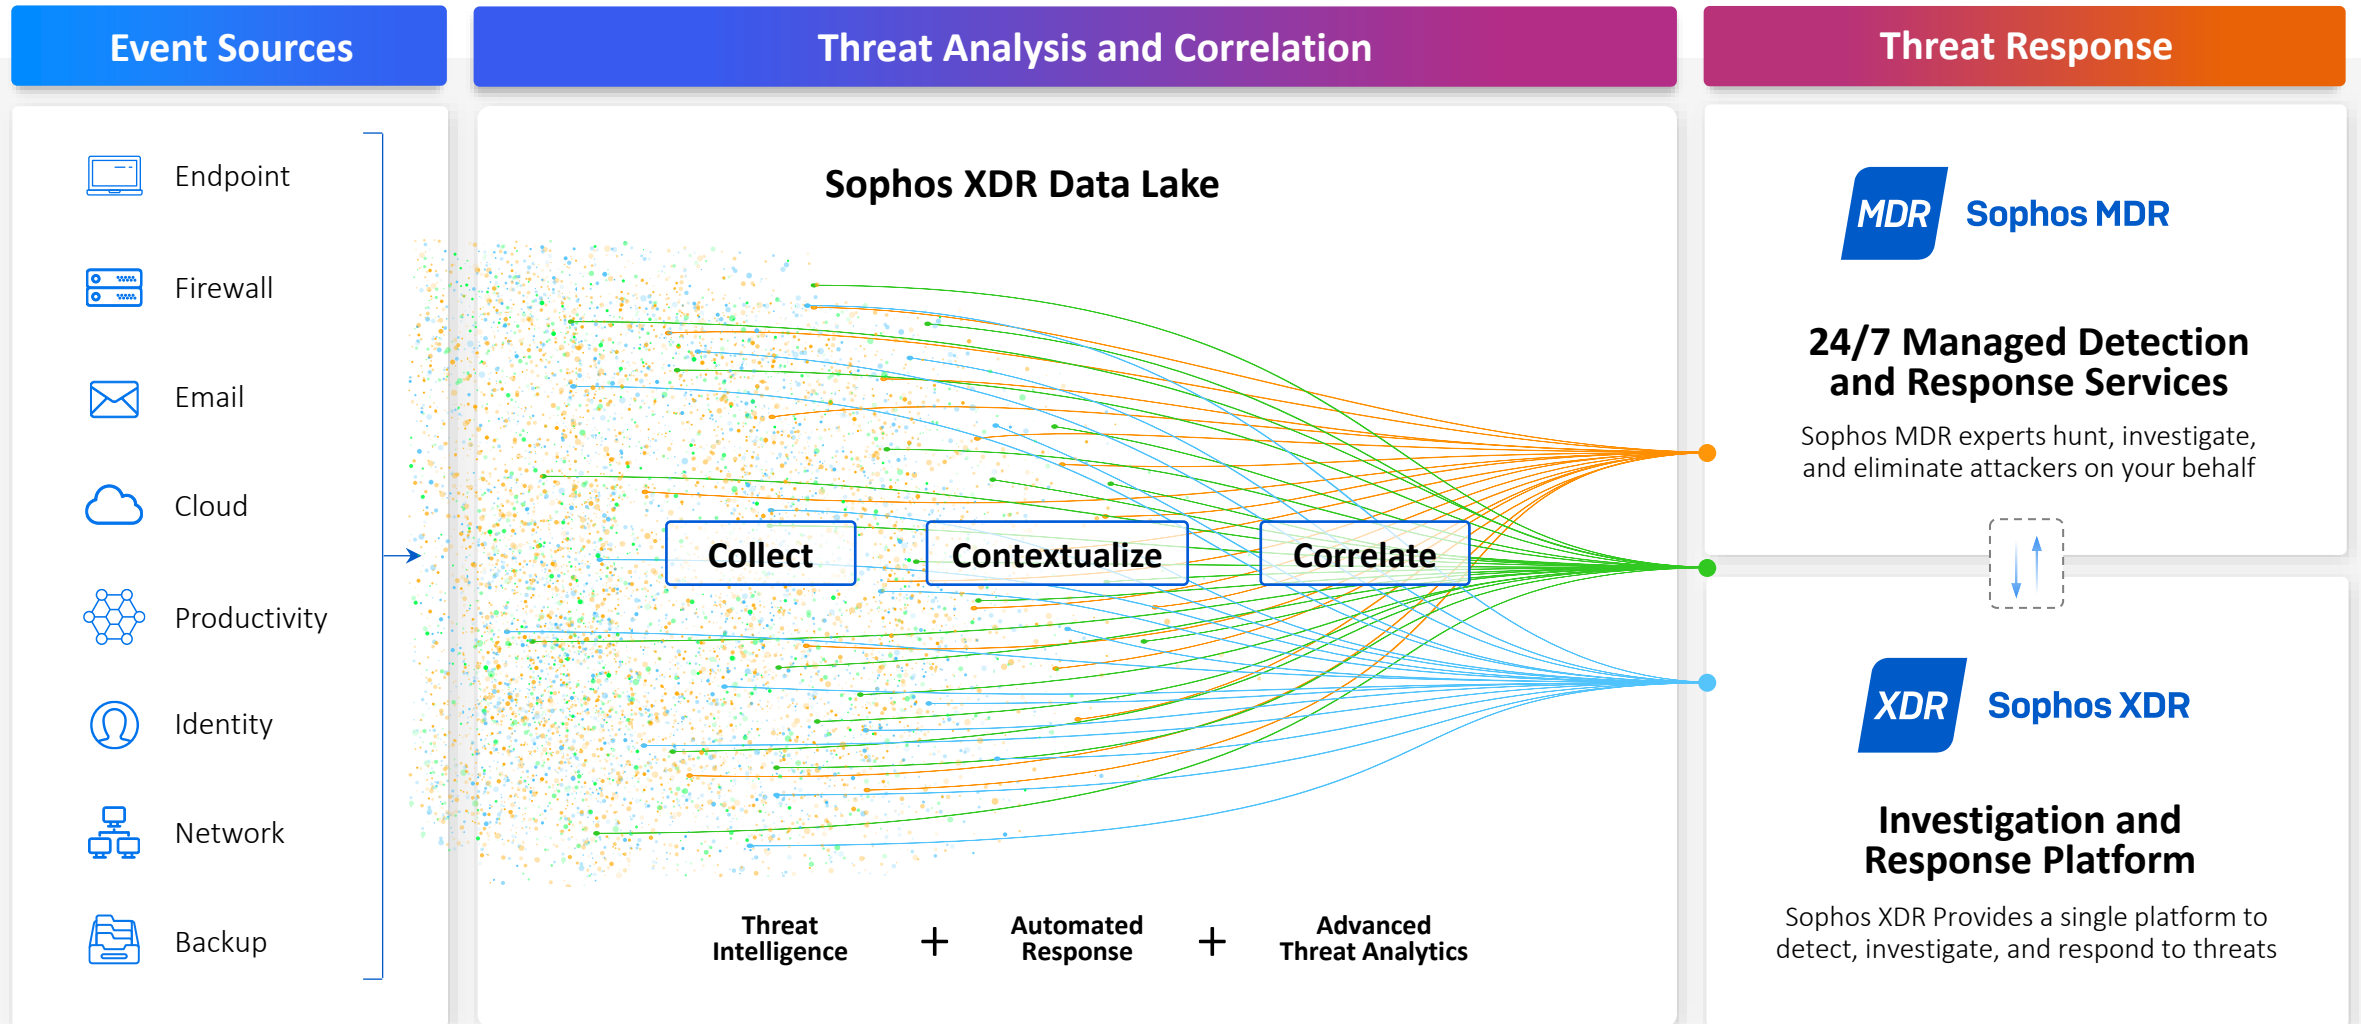 Event Sources
Endpoint
Firewall
Email
Cloud
Productivity
Identity
Network
Backup
Threat Analysis and Correlation
Sophos XDR Data Lake
Collect
Contextualize
Correlate
Threat
Intelligence
+
Automated
Response
+
Advanced
Threat Analytics
Threat Response
MDR
Sophos MDR
24/7 Managed Detection
and Response Services
Sophos MDR experts hunt, investigate,
and eliminate attackers on your behalf
XDR
Sophos XDR
Investigation and
Response Platform
Sophos XDR Provides a single platform to
detect, investigate, and respond to threats